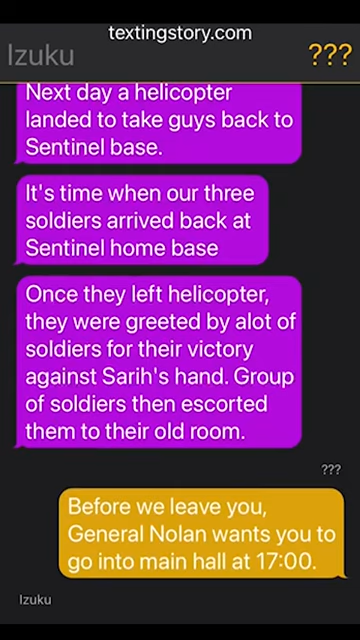 textingstory.com
Izuku
???
Next day a helicopter
landed to take guys back to
Sentinel base.
It's time when our three
soldiers arrived back at
Sentinel home base
Once they left helicopter,
they were greeted by alot of
soldiers for their victory
against Sarih's hand. Group
of soldiers then escorted
them to their old room.
???
Before we leave you,
General Nolan wants you to
go into main hall at 17:00.
Izuku